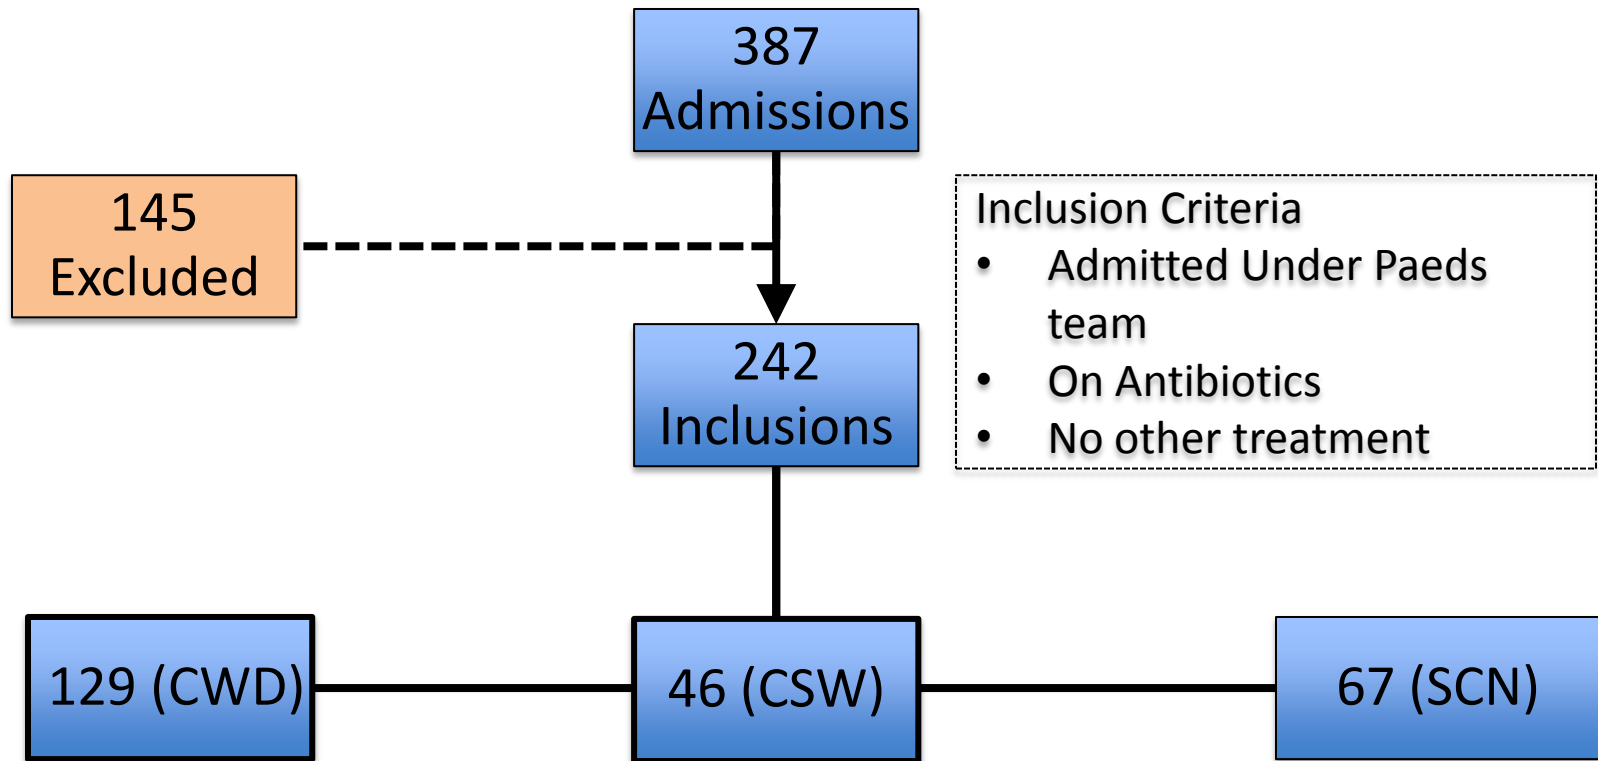 387
Admissions
145
Excluded
Inclusion Criteria
• Admitted Under Paeds
team
• On Antibiotics
• No other treatment
242
Inclusions
129 (CWD)
46 (CSW)
67 (SCN)